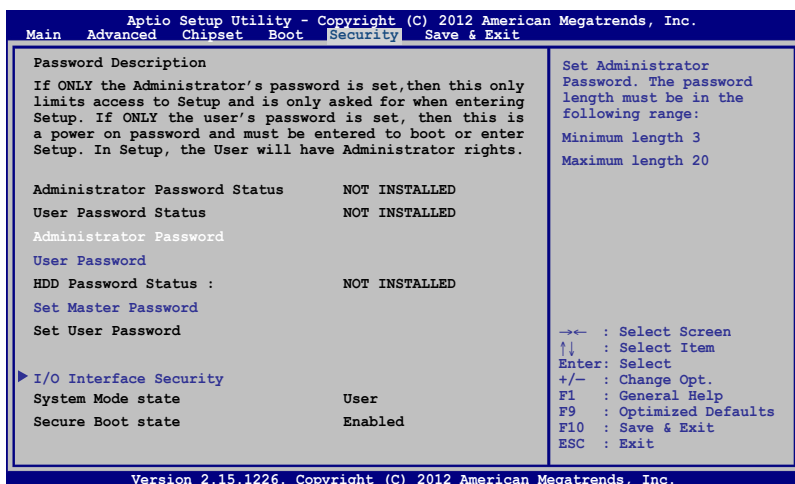 Aptio Setup Utility - Copyright (C) 2012 American Megatrends, Inc.
Main Advanced Chipset Boot Security Save & Exit
Password Description
If ONLY the Administrator's password is set,then this only
limits access to Setup and is only asked for when entering
Setup. If ONLY the user's password is set, then this is
a power on password and must be entered to boot or enter
Setup. In Setup, the User will have Administrator rights.
Administrator Password Status NOT INSTALLED
User Password Status NOT INSTALLED
Administrator Password
User Password
HDD Password Status : NOT INSTALLED
Set Master Password
Set User Password
I/O Interface Security
System Mode state User
Secure Boot state Enabled
Set Administrator
Password. The password
length must be in the
following range:
Minimum length 3
Maximum length 20
→← : Select Screen
↑↓ : Select Item
Enter: Select
+/— : Change Opt.
F1 : General Help
F9 : Optimized Defaults
F10 : Save & Exit
ESC : Exit
Version 2.15.1226. Copyright (C) 2012 American Megatrends, Inc.